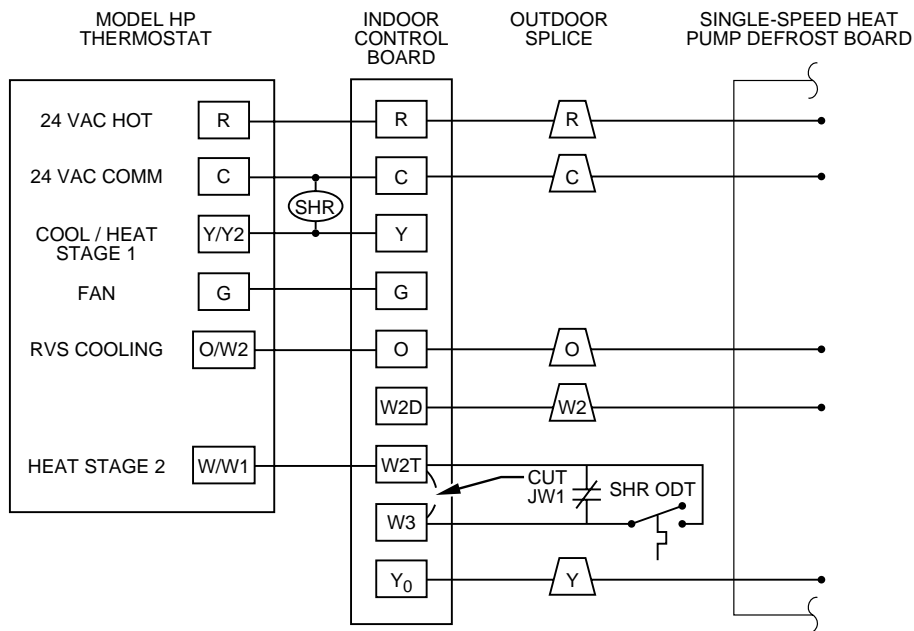 MODEL HP
THERMOSTAT
INDOOR
CONTROL
BOARD
OUTDOOR
SPLICE
SINGLE-SPEED HEAT
PUMP DEFROST BOARD
24 VAC HOT
R
R
R
24 VAC COMM
C
C
C
SHR
COOL / HEAT
STAGE 1
Y/Y2
Y
FAN
G
G
RVS COOLING
O/W2
O
O
W2D
W2
HEAT STAGE 2
W/W1
W2T
CUT
JW1
SHR ODT
W3
Y0
Y